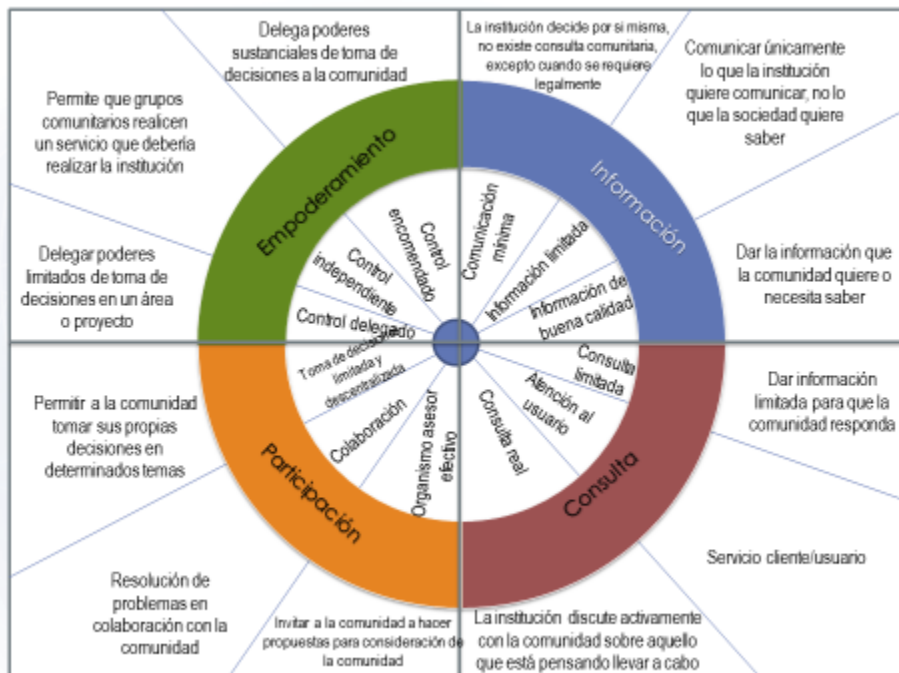 Delega poderes
sustanciales de toma de
decisiones a la comunidad
La institución decide por si misma,
no existe consulta comunitaria,
excepto cuando se requiere
legalmente
Comunicar únicamente
lo que la institución
quiere comunicar, no lo
que la sociedad quiere
saber
Permite que grupos
comunitarios realicen
un servicio que debería
realizar la institución
Delegar poderes
limitados de toma de
decisiones en un área
o proyecto
Dar la información que
la comunidad quiere o
necesita saber
Empoderamiento
Información
Control
encomendado
Control
independiente
Control delegado
Comunicación
mínima
Información limitada
Información de
buena calidad
Toma de decisiones
limitada y
descentralizada
Colaboración
Organismo asesor
efectivo
Consulta
limitada
Atención al
usuario
Consulta real
Participación
Consulta
Permitir a la comunidad
tomar sus propias
decisiones en
determinados temas
Dar información
limitada para que la
comunidad responda
Servicio cliente/usuario
Resolución de
problemas en
colaboración con la
comunidad
Invitar a la comunidad a hacer
propuestas para consideración de
la comunidad
La institución discute activamente
con la comunidad sobre aquello
que está pensando llevar a cabo